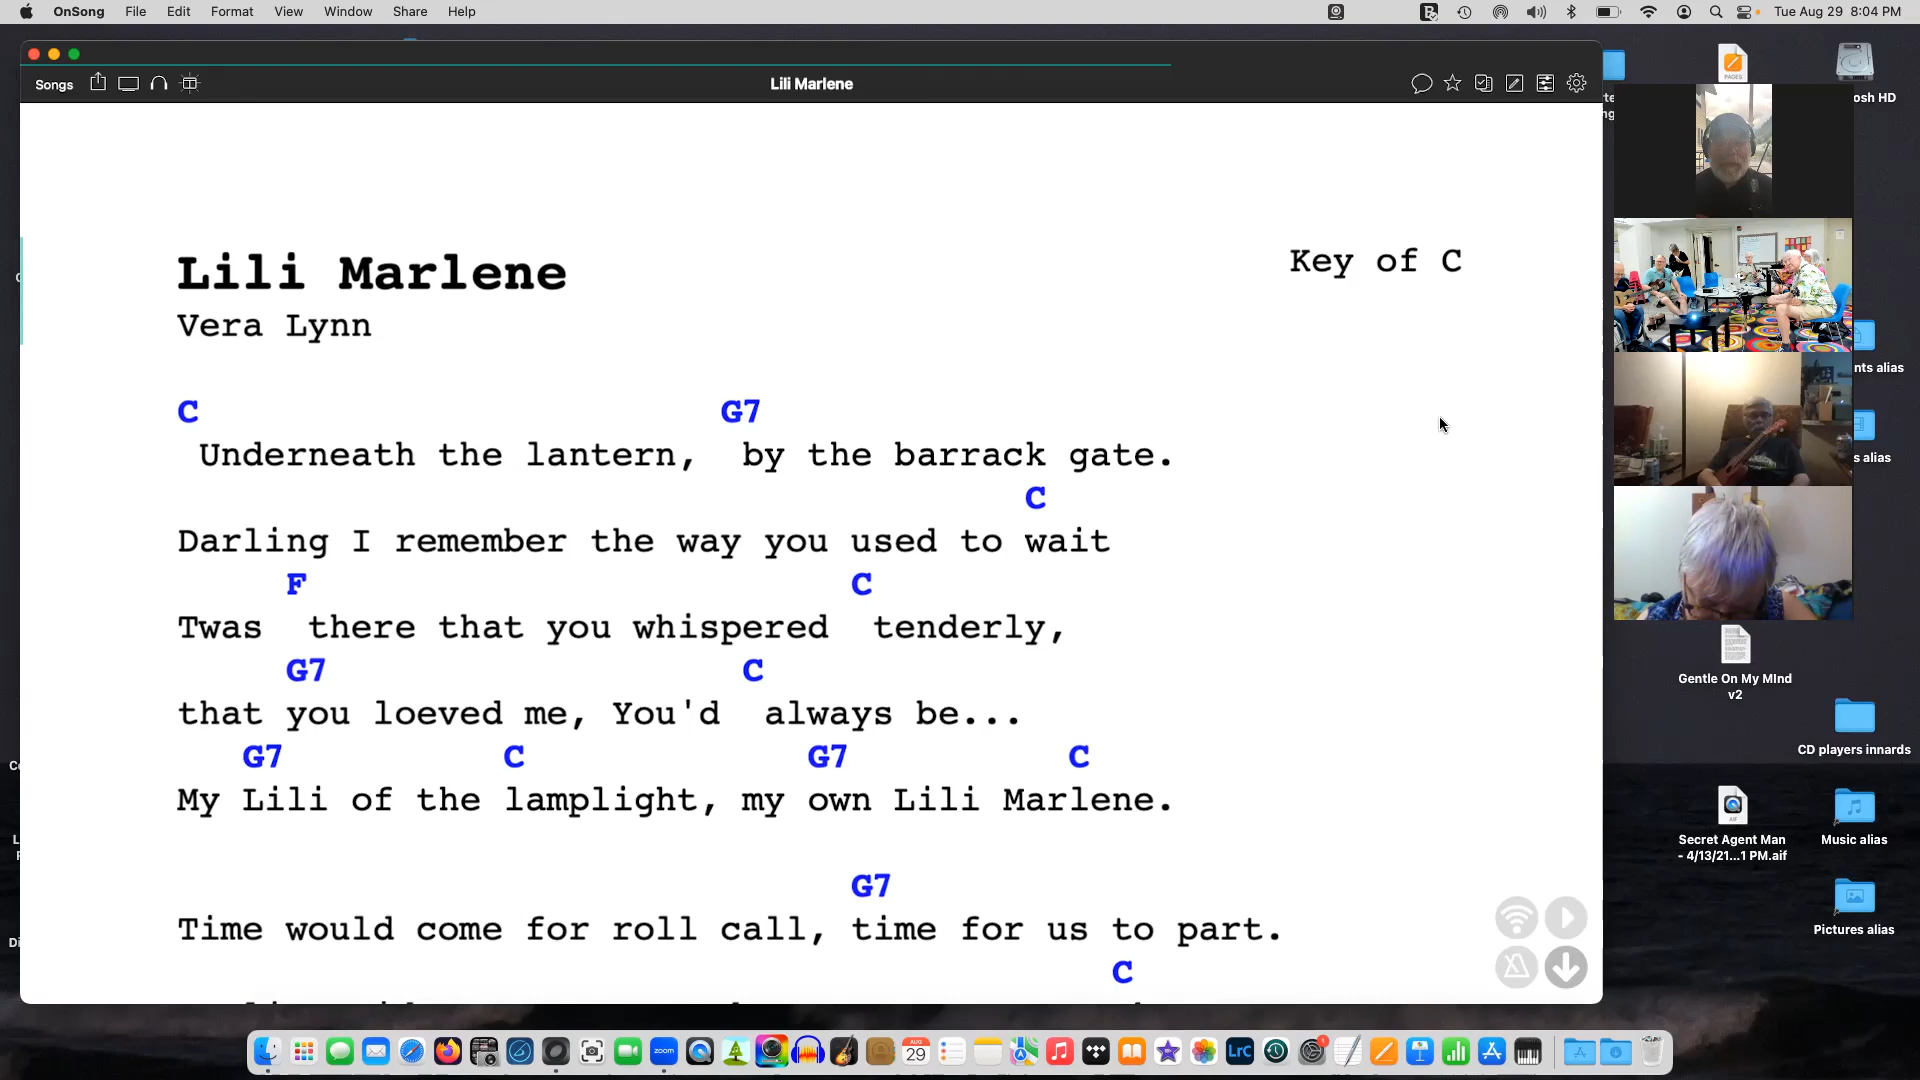 OnSong File Edit Format View Window Share Help
Tue Aug 29 8:04 PM
Songs
Lili Marlene
PAGES
osh HD
Lili Marlene
Key of C
Vera Lynn
C G7
Underneath the lantern, by the barrack gate.
C
Darling I remember the way you used to wait
F C
Twas there that you whispered tenderly,
G7 C
that you loeved me, You'd always be...
G7 C G7 C
My Lili of the lamplight, my own Lili Marlene.
G7
Time would come for roll call, time for us to part.
C
nts alias
s alias
Gentle On My MInd
v2
CD players innards
Secret Agent Man
- 4/13/21...1 PM.aif
Music alias
Pictures alias
zoom
AUG
29
LrC